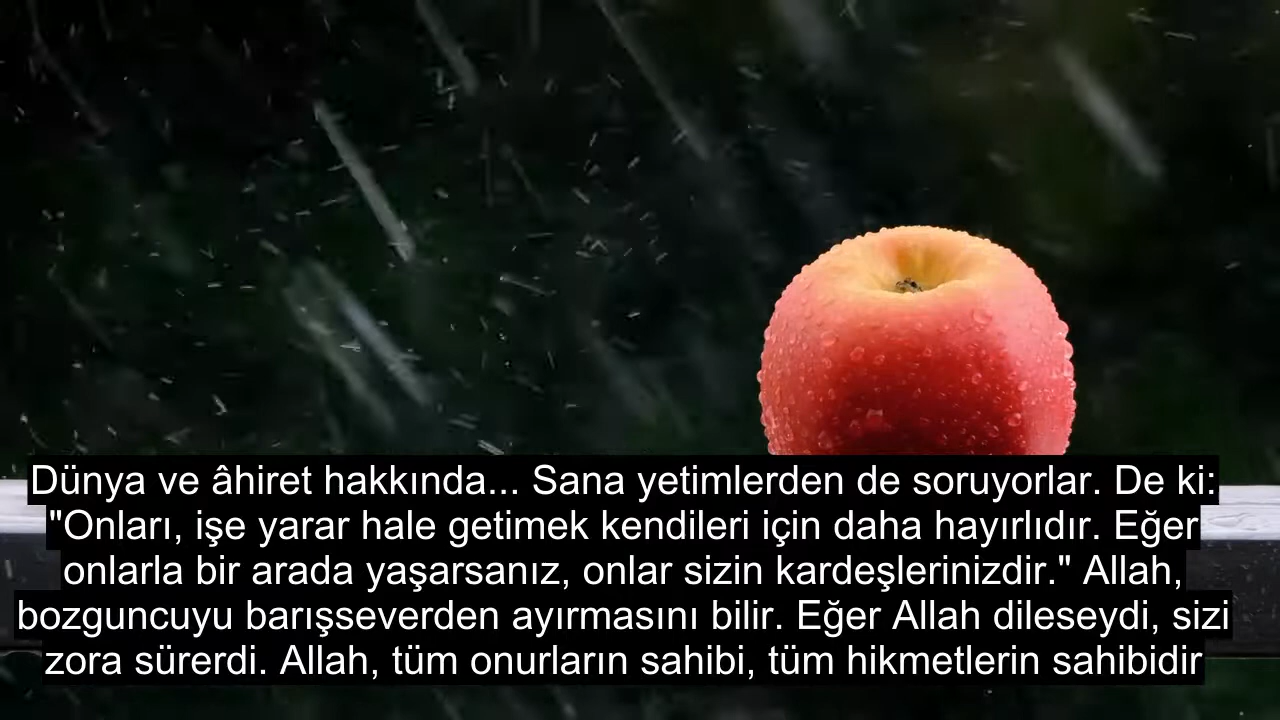 Dünya ve âhiret hakkında... Sana yetimlerden de soruyorlar. De ki:
"Onları, işe yarar hale getimek kendileri için daha hayırlıdır. Eğer
onlarla bir arada yaşarsanız, onlar sizin kardeşlerinizdir." Allah,
bozguncuyu barışseverden ayırmasını bilir. Eğer Allah dileseydi, sizi
zora sürerdi. Allah, tüm onurların sahibi, tüm hikmetlerin sahibidir